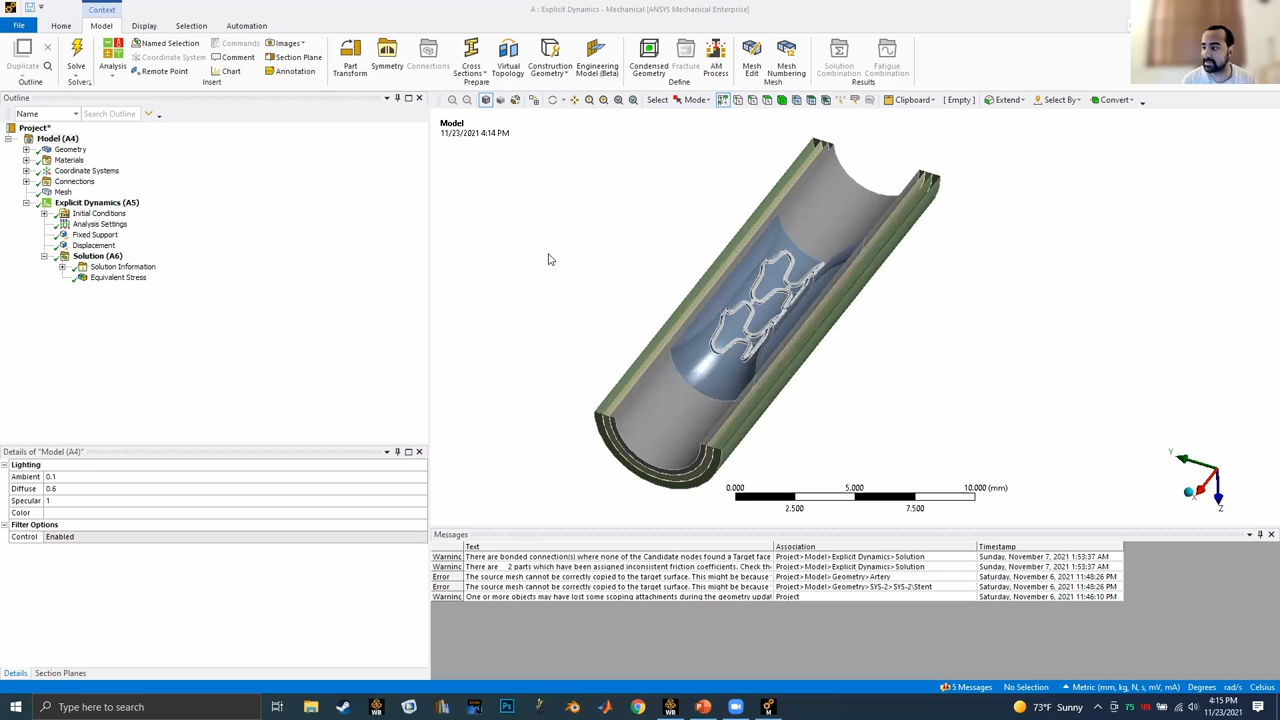 Context
A : Explicit Dynamics - Mechanical [ANSYS Mechanical Enterprise]
File Home Model Display Selection Automation
Duplicate
Outline
Solve
Solve
Analysis
Named Selection Commands Images
Coordinate System Comment Section Plane
Remote Point Chart Annotation
Insert
Part Transform
Symmetry
Connections
Cross Sections
Virtual Topology
Construction Geometry
Engineering Model (Beta)
Prepare
Condensed Geometry
Fracture
AM Process
Define
Mesh Edit
Mesh Numbering
Mesh
Solution Combination
Fatigue Combination
Results
Outline
Name Search Outline
Select Mode Clipboard [ Empty ] Extend Select By Convert
Project*
Model (A4)
Geometry
Materials
Coordinate Systems
Connections
Mesh
Explicit Dynamics (A5)
Initial Conditions
Analysis Settings
Fixed Support
Displacement
Solution (A6)
Solution Information
Equivalent Stress
Model
11/23/2021 4:14 PM
Y
X
Z
0.000 5.000 10.000 (mm)
2.500 7.500
Details of "Model (A4)"
Lighting
Ambient 0.1
Diffuse 0.6
Specular 1
Color
Filter Options
Control Enabled
Messages
Text Association Timestamp
Warning There are bonded connection(s) where none of the Candidate nodes found a Target face Project>Model>Explicit Dynamics>Solution Sunday, November 7, 2021 1:53:37 AM
Warning There are 2 parts which have been assigned inconsistent friction coefficients. Check the Project>Model>Explicit Dynamics>Solution Sunday, November 7, 2021 1:53:37 AM
Error The source mesh cannot be correctly copied to the target surface. This might be because Project>Model>Geometry>Artery Saturday, November 6, 2021 11:48:26 PM
Error The source mesh cannot be correctly copied to the target surface. This might be because Project>Model>Geometry>SYS-2>SYS-2\Stent Saturday, November 6, 2021 11:48:26 PM
Warning One or more objects may have lost some scoping attachments during the geometry updat Project Saturday, November 6, 2021 11:46:10 PM
Details Section Planes
5 Messages No Selection Metric (mm, kg, N, s, mV, mA) Degrees rad/s Celsius
Type here to search
73°F Sunny
75
4:15 PM
11/23/2021